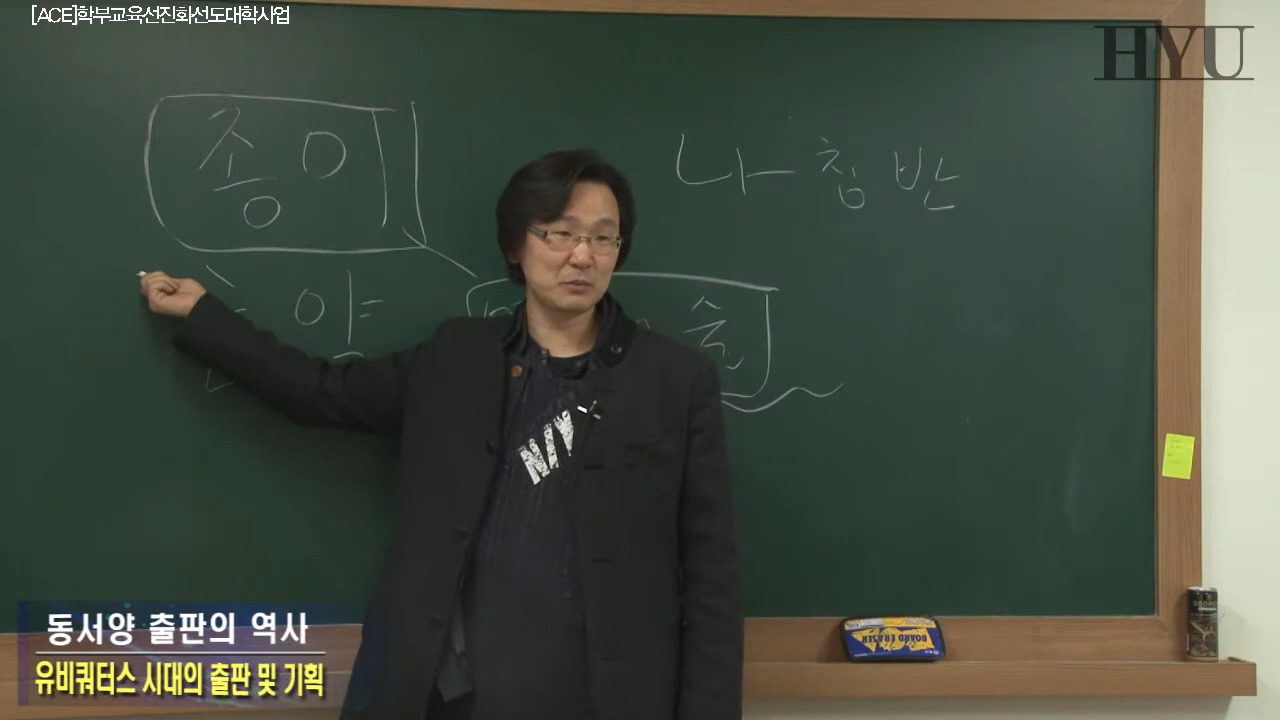 [ACE]학부교육선진화선도대학사업
HYU
종이
나침반
N/Y
BOARD ERASER
동서양 출판의 역사
유비쿼터스 시대의 출판 및 기획